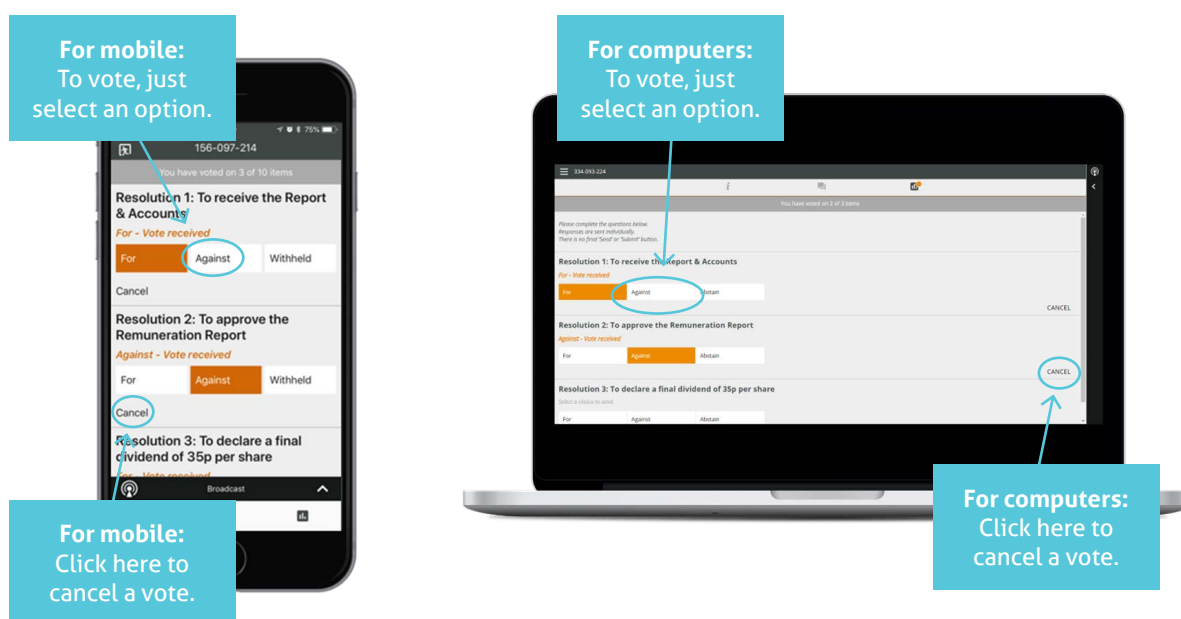 For mobile:
To vote, just
select an option.
75%
156-097-214
You have voted on 3 of 10 items
Resolution 1: To receive the Report
& Accounts
For - Vote received
For Against Withheld
Cancel
Resolution 2: To approve the
Remuneration Report
Against - Vote received
For Against Withheld
Cancel
Resolution 3: To declare a final
dividend of 35p per share
For - Vote received
Broadcast
For mobile:
Click here to
cancel a vote.
For computers:
To vote, just
select an option.
334-093-224
You have voted on 2 of 3 items
Please complete the questions below.
Responses are sent individually.
There is no final 'Send' or 'Submit' button.
Resolution 1: To receive the Report & Accounts
For - Vote received
For Against Abstain
CANCEL
Resolution 2: To approve the Remuneration Report
Against - Vote received
For Against Abstain
CANCEL
Resolution 3: To declare a final dividend of 35p per share
Select a choice to send
For Against Abstain
For computers:
Click here to
cancel a vote.